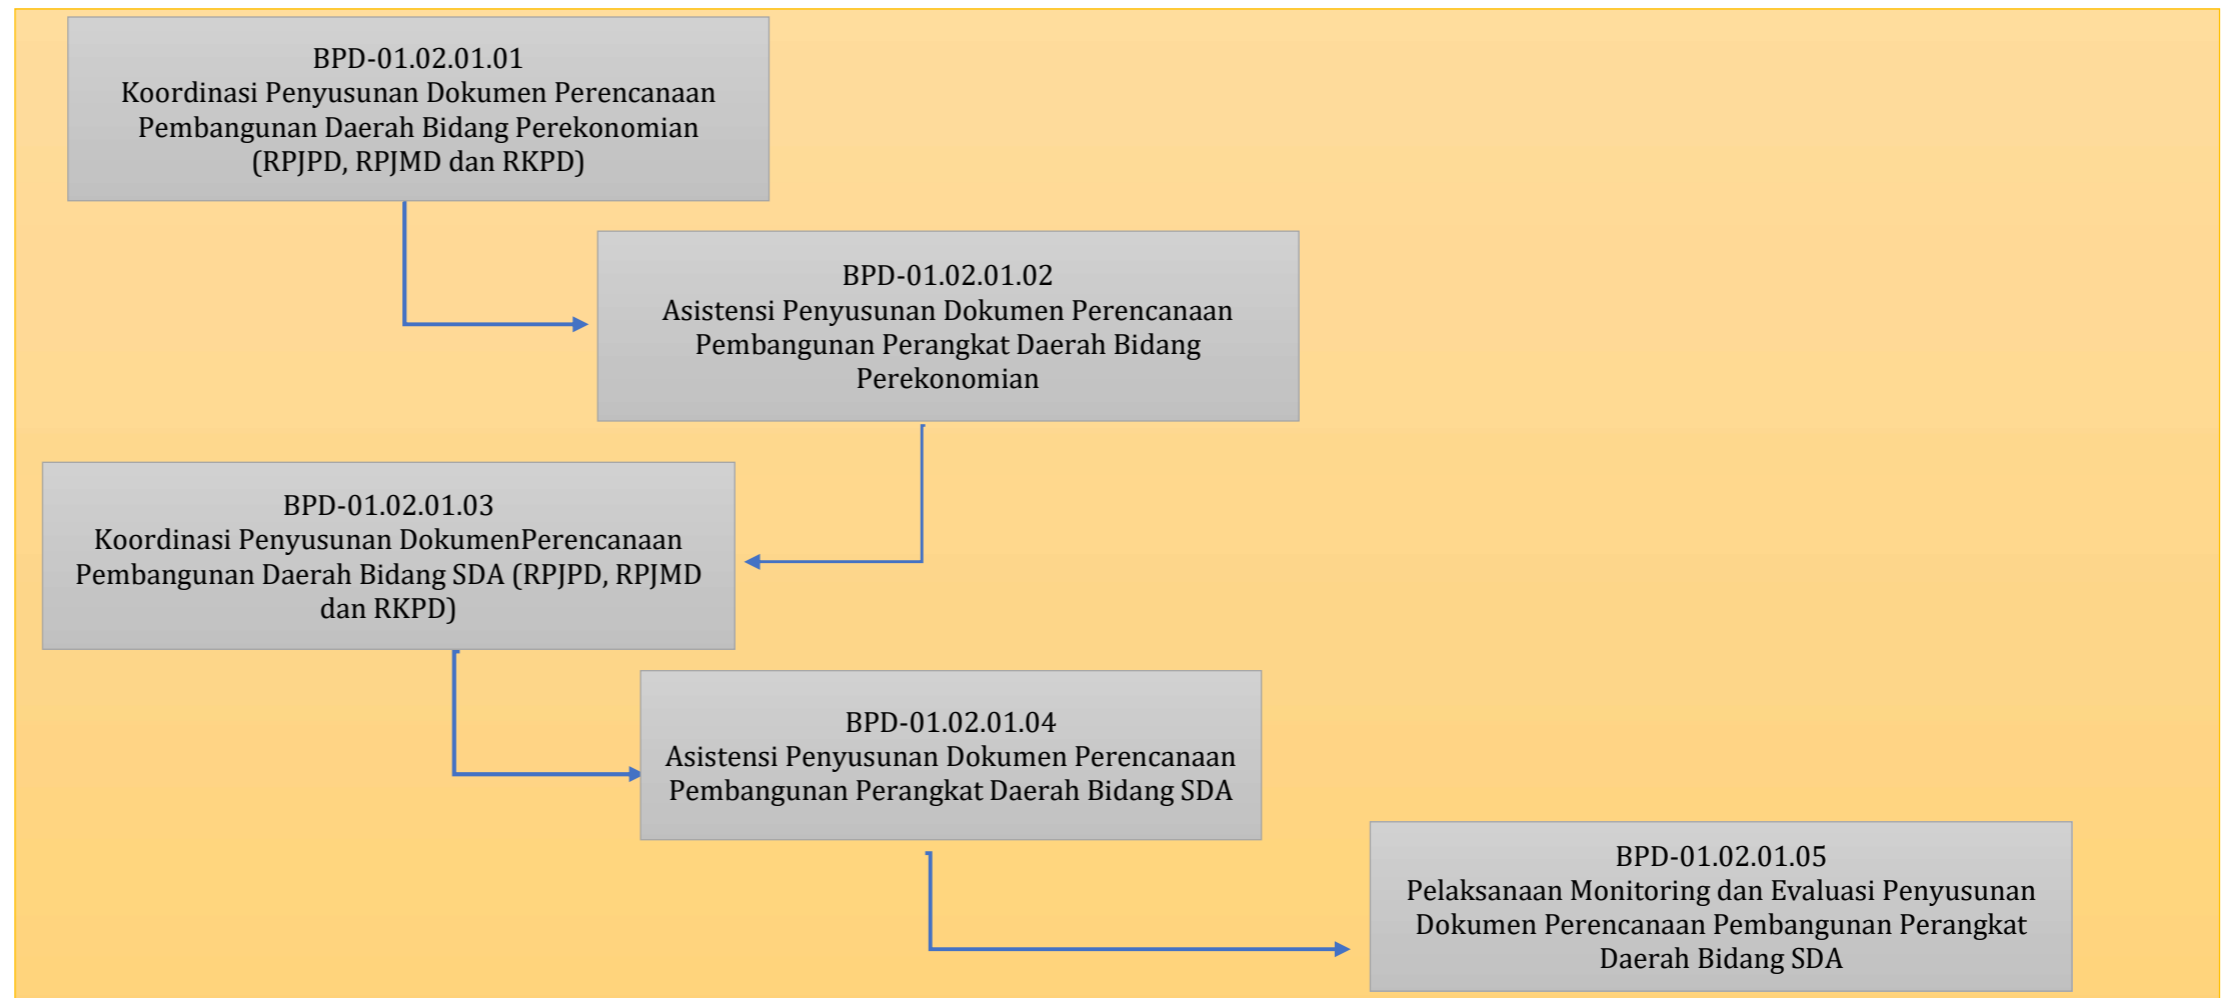 BPD-01.02.01.01
Koordinasi Penyusunan Dokumen Perencanaan
Pembangunan Daerah Bidang Perekonomian
(RPJPD, RPJMD dan RKPD)
BPD-01.02.01.02
Asistensi Penyusunan Dokumen Perencanaan
Pembangunan Perangkat Daerah Bidang
Perekonomian
BPD-01.02.01.03
Koordinasi Penyusunan DokumenPerencanaan
Pembangunan Daerah Bidang SDA (RPJPD, RPJMD
dan RKPD)
BPD-01.02.01.04
Asistensi Penyusunan Dokumen Perencanaan
Pembangunan Perangkat Daerah Bidang SDA
BPD-01.02.01.05
Pelaksanaan Monitoring dan Evaluasi Penyusunan
Dokumen Perencanaan Pembangunan Perangkat
Daerah Bidang SDA